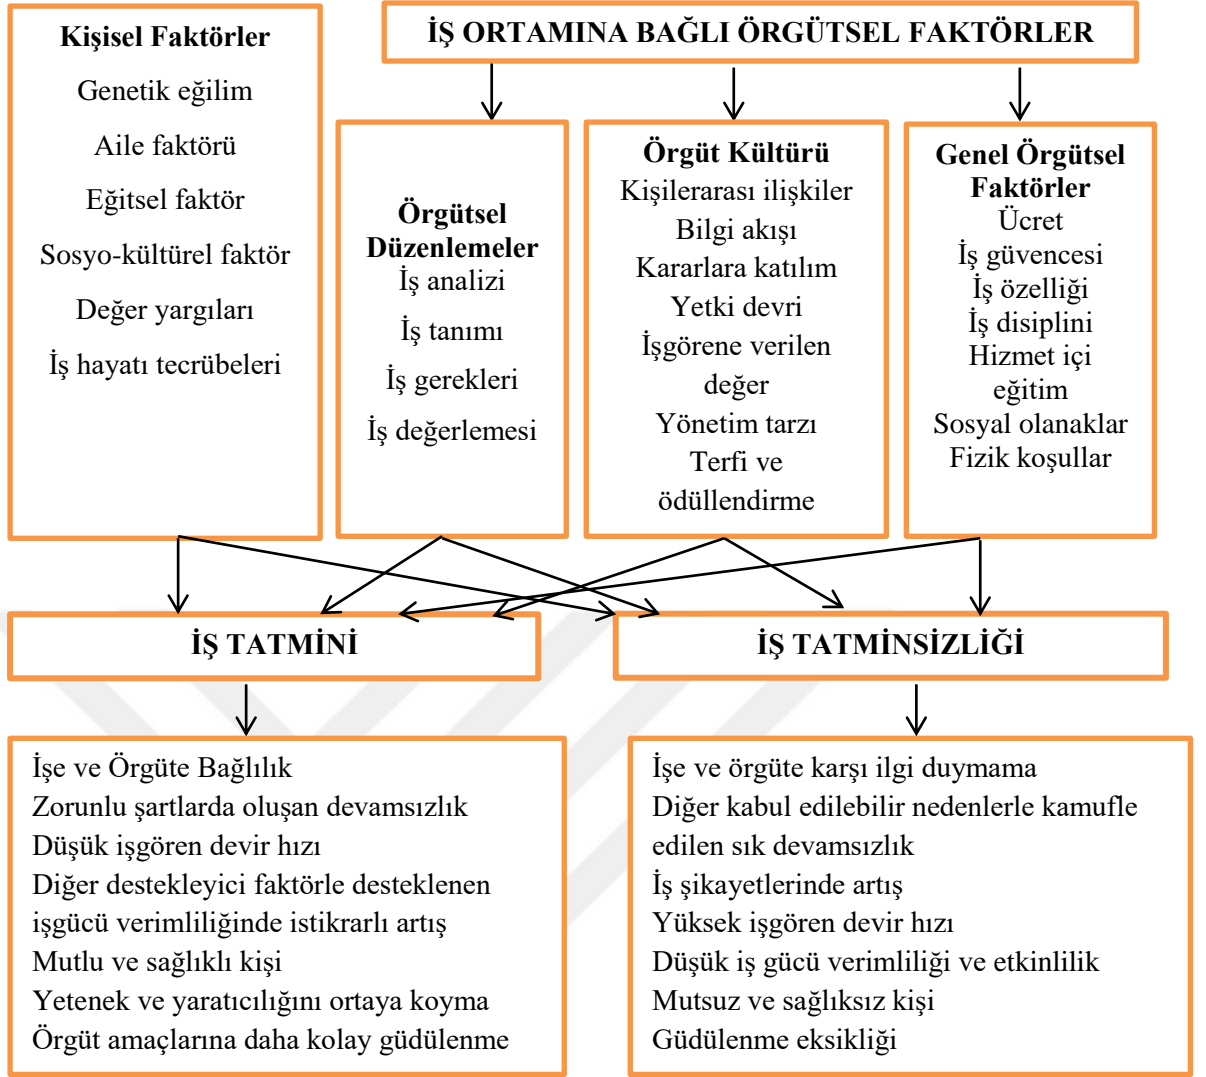 Kişisel Faktörler
Genetik eğilim
Aile faktörü
Eğitsel faktör
Sosyo-kültürel faktör
Değer yargıları
İş hayatı tecrübeleri
İŞ ORTAMINA BAĞLI ÖRGÜTSEL FAKTÖRLER
Örgütsel
Düzenlemeler
İş analizi
İş tanımı
İş gerekleri
İş değerlemesi
Örgüt Kültürü
Kişilerarası ilişkiler
Bilgi akışı
Kararlara katılım
Yetki devri
İşgörene verilen
değer
Yönetim tarzı
Terfi ve
ödüllendirme
Genel Örgütsel
Faktörler
Ücret
İş güvencesi
İş özelliği
İş disiplini
Hizmet içi
eğitim
Sosyal olanaklar
Fizik koşullar
İŞ TATMİNİ
İŞ TATMİNSİZLİĞİ
İşe ve Örgüte Bağlılık
Zorunlu şartlarda oluşan devamsızlık
Düşük işgören devir hızı
Diğer destekleyici faktörle desteklenen
işgücü verimliliğinde istikrarlı artış
Mutlu ve sağlıklı kişi
Yetenek ve yaratıcılığını ortaya koyma
Örgüt amaçlarına daha kolay güdülenme
İşe ve örgüte karşı ilgi duymama
Diğer kabul edilebilir nedenlerle kamufle
edilen sık devamsızlık
İş şikayetlerinde artış
Yüksek işgören devir hızı
Düşük iş gücü verimliliği ve etkinlilik
Mutsuz ve sağlıksız kişi
Güdülenme eksikliği